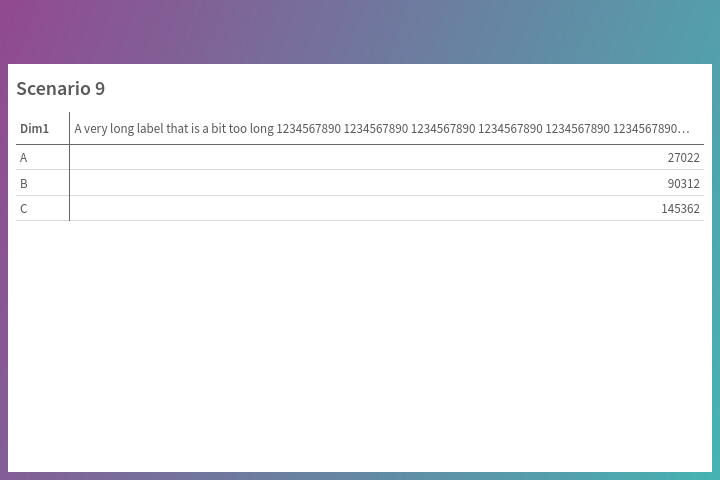 Scenario 9
Dim1 A very long label that is a bit too long 1234567890 1234567890 1234567890 1234567890 1234567890 1234567890…
A 27022
B 90312
C 145362